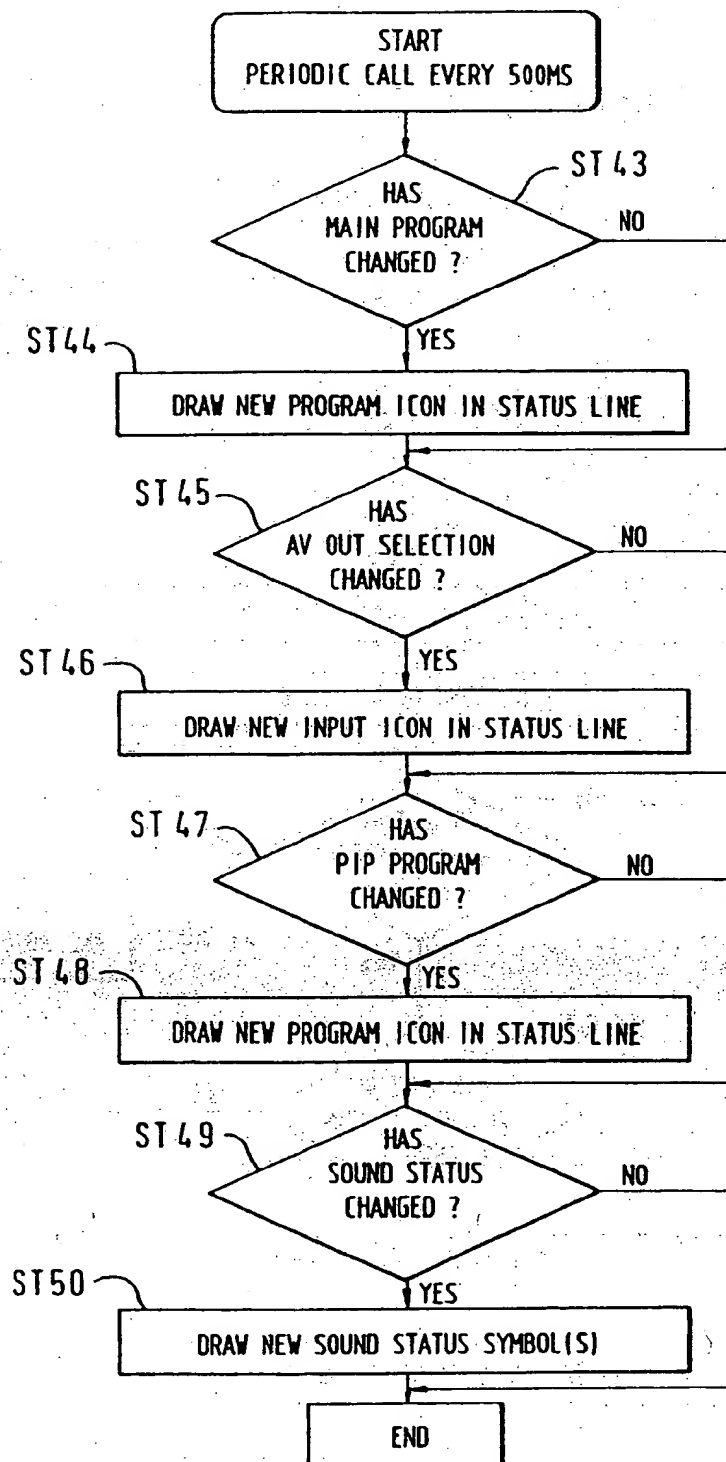 START
PERIODIC CALL EVERY 500MS
ST43
HAS
MAIN PROGRAM
CHANGED ?
NO
YES
ST44
DRAW NEW PROGRAM ICON IN STATUS LINE
ST45
HAS
AV OUT SELECTION
CHANGED ?
NO
YES
ST46
DRAW NEW INPUT ICON IN STATUS LINE
ST47
HAS
PIP PROGRAM
CHANGED ?
NO
YES
ST48
DRAW NEW PROGRAM ICON IN STATUS LINE
ST49
HAS
SOUND STATUS
CHANGED ?
NO
YES
ST50
DRAW NEW SOUND STATUS SYMBOL(S)
END